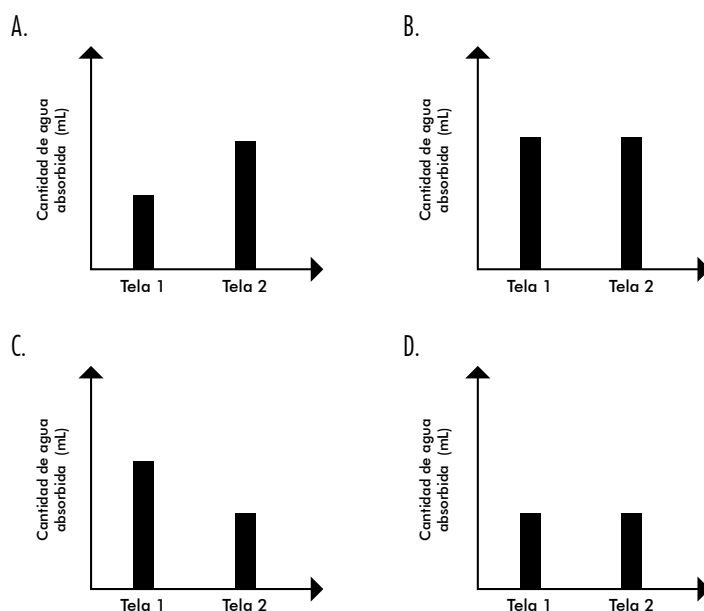 A.
Cantidad de agua
absorbida (mL)
Tela 1
Tela 2
B.
Cantidad de agua
absorbida (mL)
Tela 1
Tela 2
C.
Cantidad de agua
absorbida (mL)
Tela 1
Tela 2
D.
Cantidad de agua
absorbida (mL)
Tela 1
Tela 2